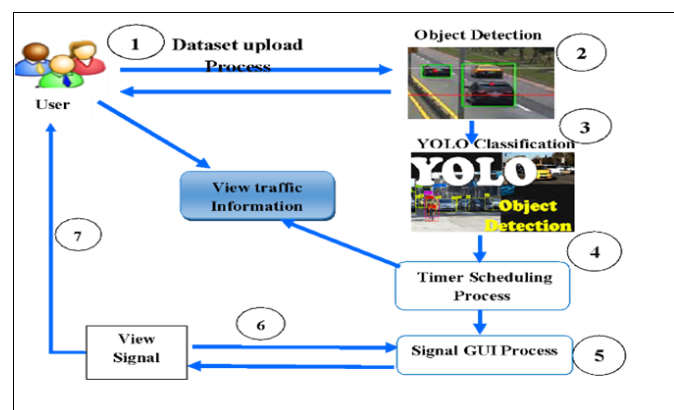 1
Dataset upload
Process
Object Detection
2
User
3
YOLO Classification
YOLO
Object
Detection
View traffic
Information
7
4
Timer Scheduling
Process
6
View
Signal
Signal GUI Process
5